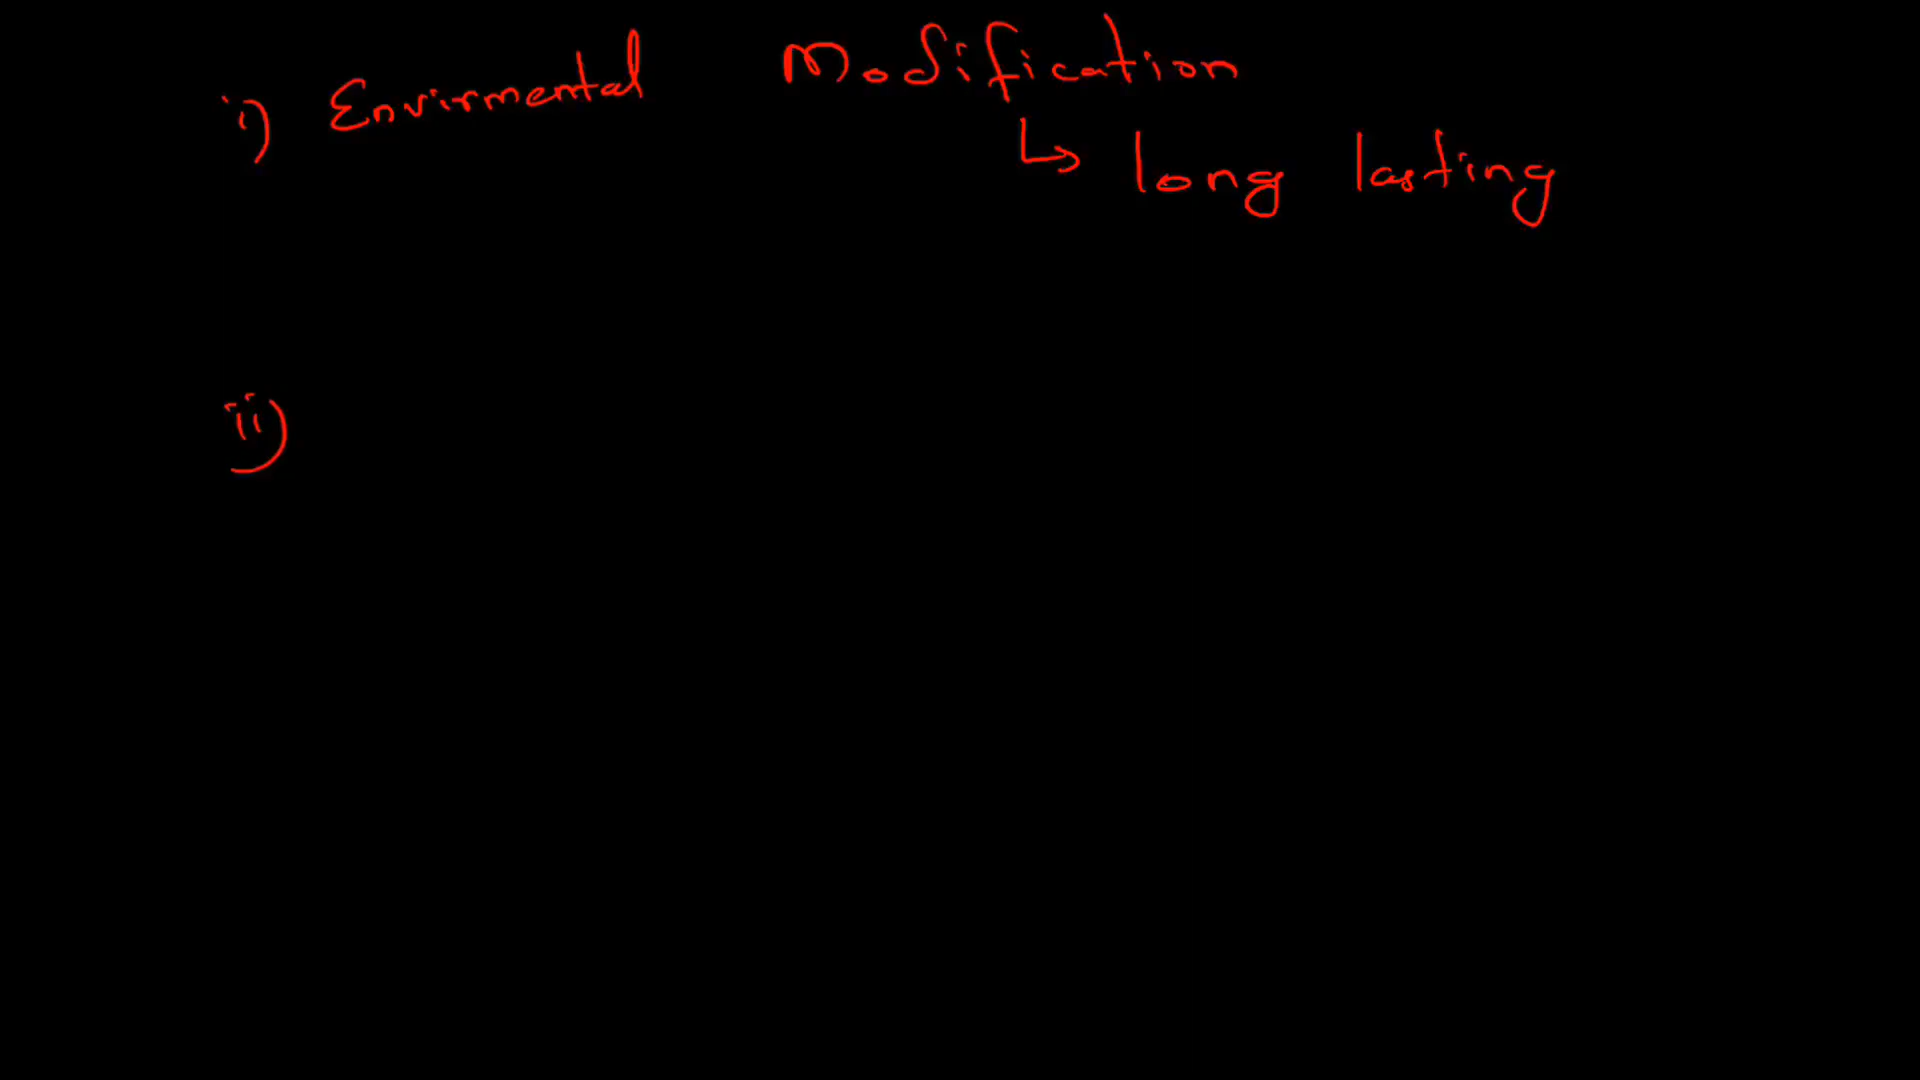 i) Envirmental Modification
↳ long lasting
ii)